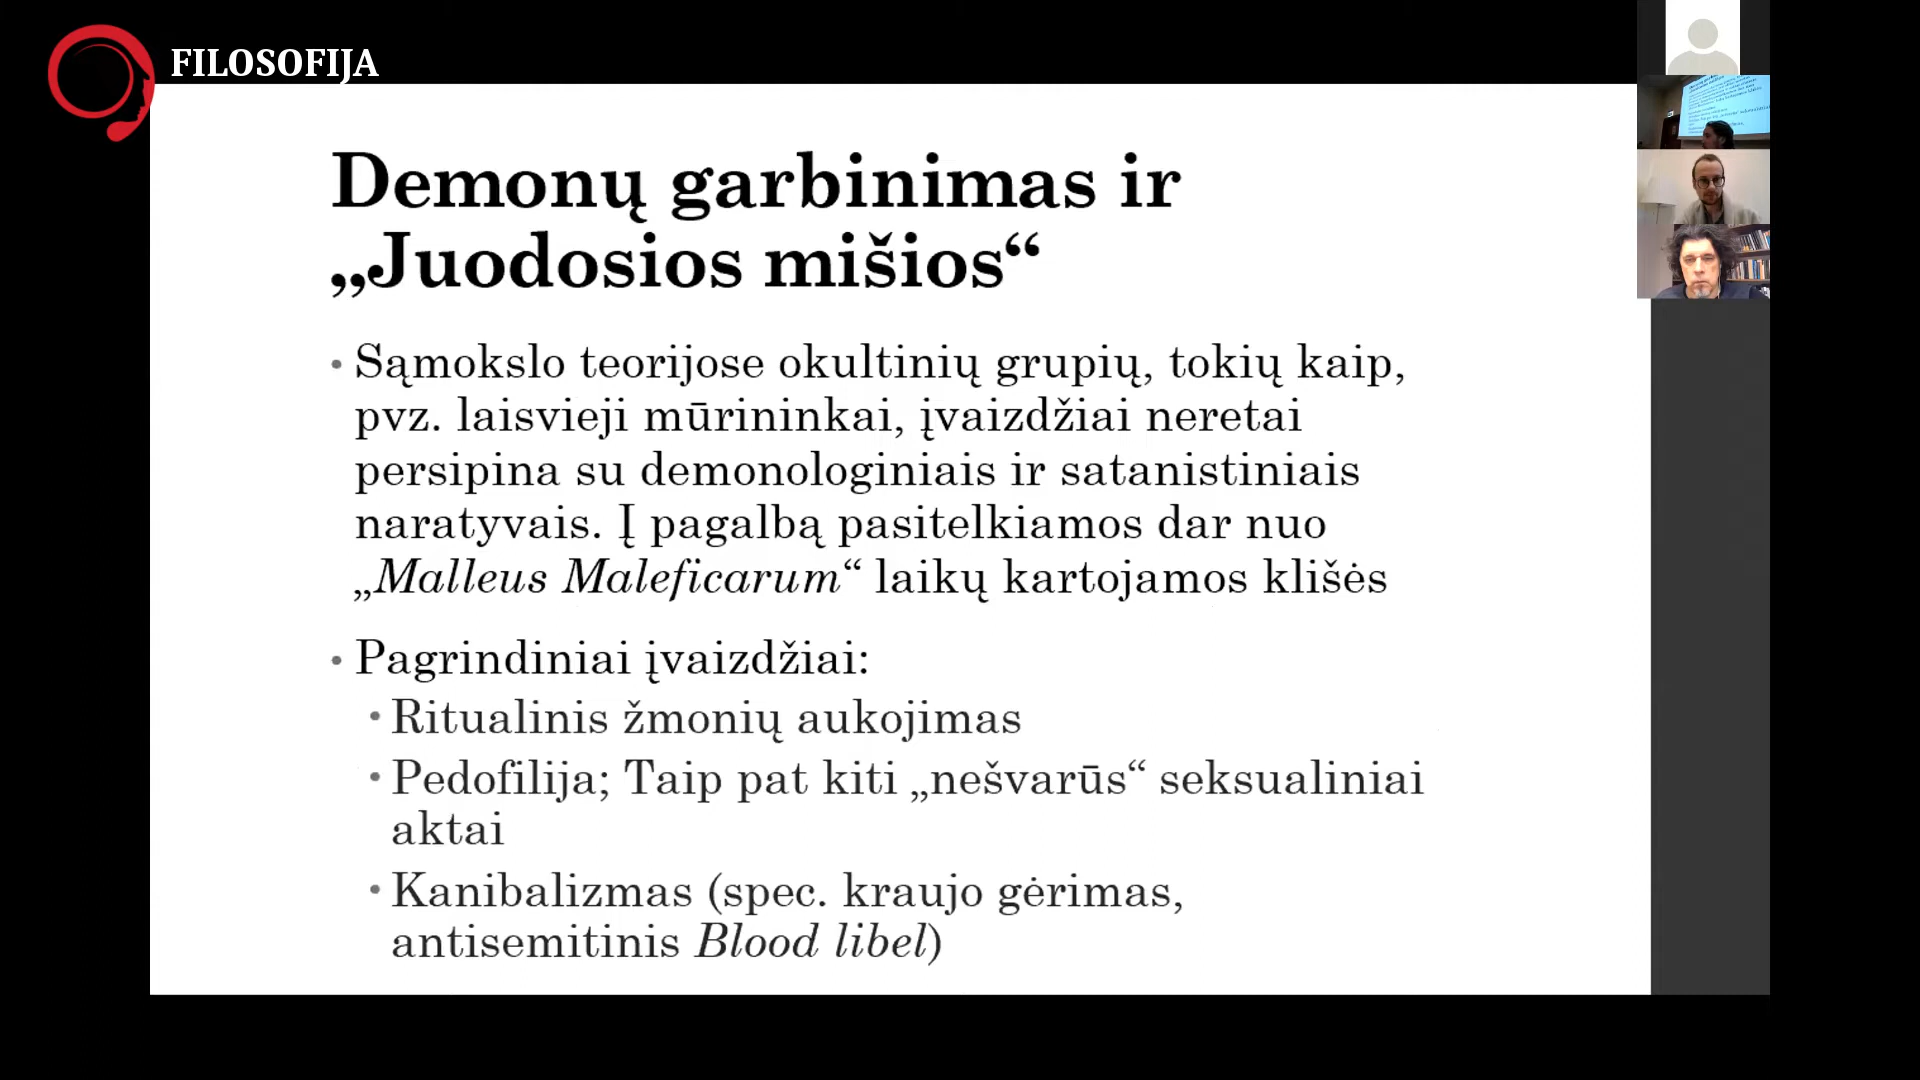 FILOSOFIJA
Demonų garbinimas ir
„Juodosios mišios“
• Sąmokslo teorijose okultinių grupių, tokių kaip,
pvz. laisvieji mūrininkai, įvaizdžiai neretai
persipina su demonologiniais ir satanistiniais
naratyvais. Į pagalbą pasitelkiamos dar nuo
„Malleus Maleficarum“ laikų kartojamos klišės
• Pagrindiniai įvaizdžiai:
• Ritualinis žmonių aukojimas
• Pedofilija; Taip pat kiti „nešvarūs“ seksualiniai
aktai
• Kanibalizmas (spec. kraujo gėrimas,
antisemitinis Blood libel)